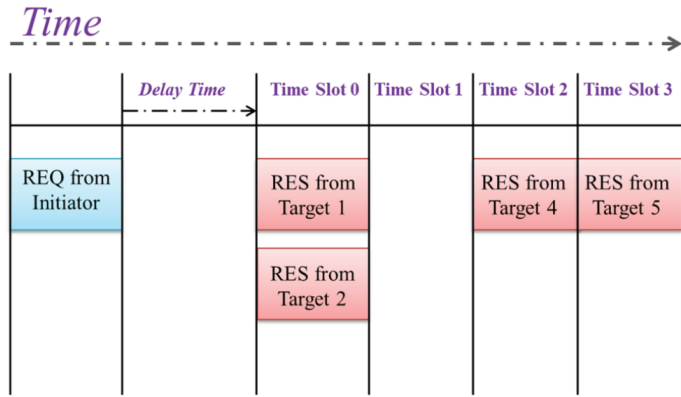 Time
Delay Time
Time Slot 0
Time Slot 1
Time Slot 2
Time Slot 3
REQ from
Initiator
RES from
Target 1
RES from
Target 4
RES from
Target 5
RES from
Target 2